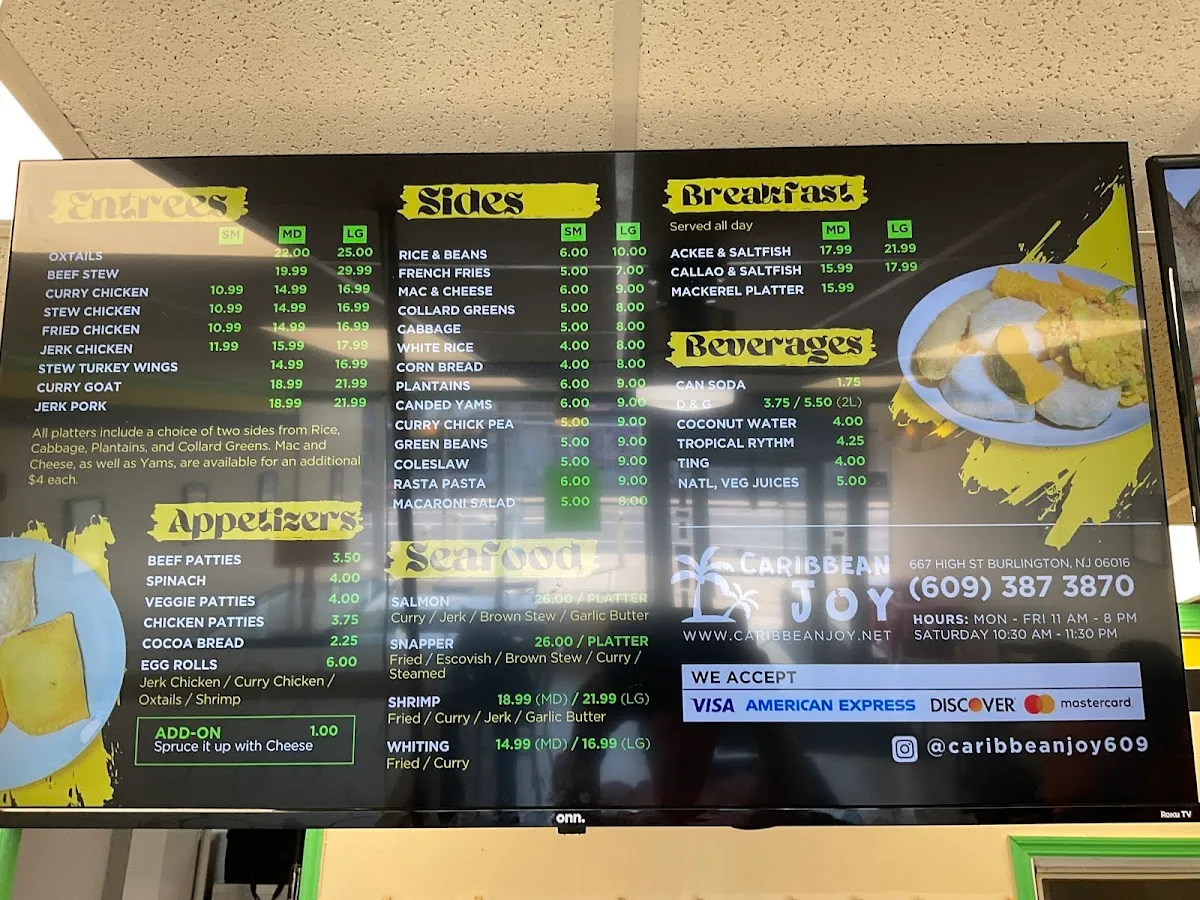 Entrees
SM MD LG
OXTAILS 22.00 25.00
BEEF STEW 19.99 29.99
CURRY CHICKEN 10.99 14.99 16.99
STEW CHICKEN 10.99 14.99 16.99
FRIED CHICKEN 10.99 14.99 16.99
JERK CHICKEN 11.99 15.99 17.99
STEW TURKEY WINGS 14.99 16.99
CURRY GOAT 18.99 21.99
JERK PORK 18.99 21.99
All platters include a choice of two sides from Rice,
Cabbage, Plantains, and Collard Greens. Mac and
Cheese, as well as Yams, are available for an additional
$4 each.
Appetizers
BEEF PATTIES 3.50
SPINACH 4.00
VEGGIE PATTIES 4.00
CHICKEN PATTIES 3.75
COCOA BREAD 2.25
EGG ROLLS 6.00
Jerk Chicken / Curry Chicken /
Oxtails / Shrimp
ADD-ON 1.00
Spruce it up with Cheese
Sides
SM LG
RICE & BEANS 6.00 10.00
FRENCH FRIES 5.00 7.00
MAC & CHEESE 6.00 9.00
COLLARD GREENS 5.00 8.00
CABBAGE 5.00 8.00
WHITE RICE 4.00 8.00
CORN BREAD 4.00 8.00
PLANTAINS 6.00 9.00
CANDED YAMS 6.00 9.00
CURRY CHICK PEA 5.00 9.00
GREEN BEANS 5.00 9.00
COLESLAW 5.00 9.00
RASTA PASTA 6.00 9.00
MACARONI SALAD 5.00 8.00
Seafood
SALMON 26.00 / PLATTER
Curry / Jerk / Brown Stew / Garlic Butter
SNAPPER 26.00 / PLATTER
Fried / Escovish / Brown Stew / Curry /
Steamed
SHRIMP 18.99 (MD) / 21.99 (LG)
Fried / Curry / Jerk / Garlic Butter
WHITING 14.99 (MD) / 16.99 (LG)
Fried / Curry
Breakfast
Served all day MD LG
ACKEE & SALTFISH 17.99 21.99
CALLAO & SALTFISH 15.99 17.99
MACKEREL PLATTER 15.99
Beverages
CAN SODA 1.75
D & G 3.75 / 5.50 (2L)
COCONUT WATER 4.00
TROPICAL RYTHM 4.25
TING 4.00
NATL, VEG JUICES 5.00
CARIBBEAN
JOY
WWW.CARIBBEANJOY.NET
667 HIGH ST BURLINGTON, NJ 06016
(609) 387 3870
HOURS: MON - FRI 11 AM - 8 PM
SATURDAY 10:30 AM - 11:30 PM
WE ACCEPT
VISA AMERICAN EXPRESS DISCOVER mastercard
@caribbeanjoy609
onn.
Roku TV